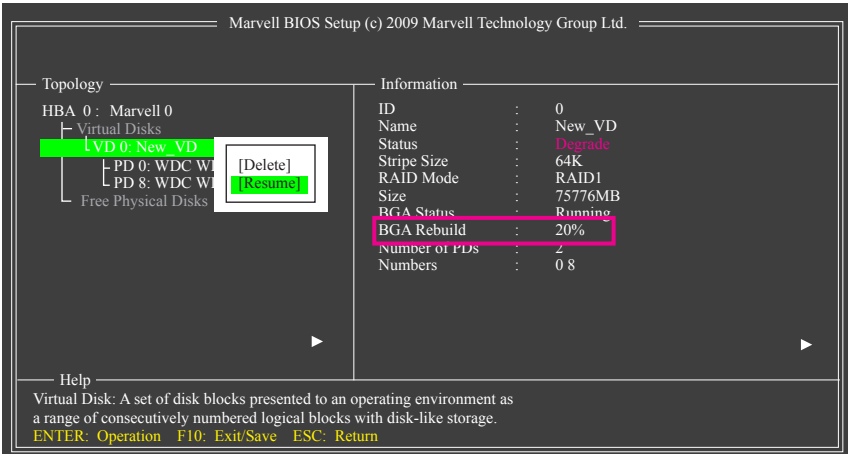 Marvell BIOS Setup (c) 2009 Marvell Technology Group Ltd.
Topology
HBA 0 : Marvell 0
Virtual Disks
VD 0: New_VD
PD 0: WDC
PD 8: WDC
Free Physical Disks
[Delete]
[Resume]
Information
ID : 0
Name : New_VD
Status : Degrade
Stripe Size : 64K
RAID Mode : RAID1
Size : 75776MB
BGA Status : Running
BGA Rebuild : 20%
Number of PDs : 2
Numbers : 0 8
Help
Virtual Disk: A set of disk blocks presented to an operating environment as
a range of consecutively numbered logical blocks with disk-like storage.
ENTER: Operation F10: Exit/Save ESC: Return